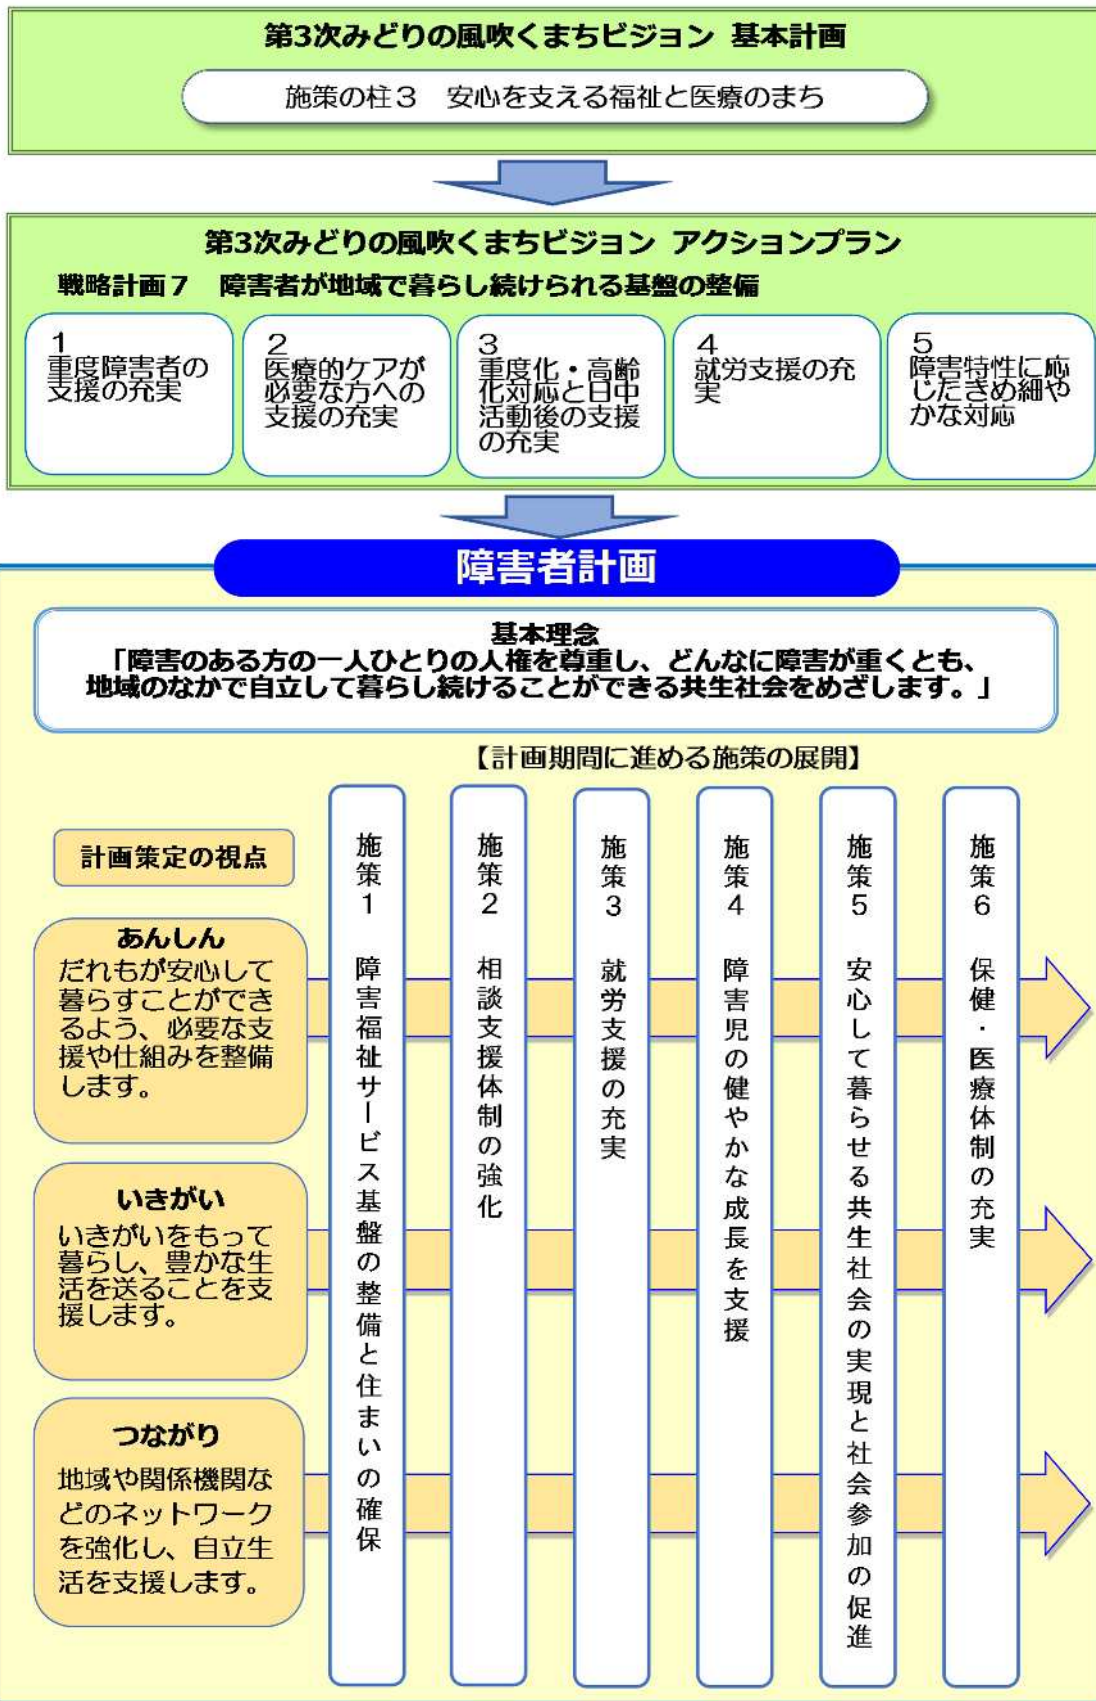 第3次みどりの風吹くまちビジョン 基本計画
施策の柱3　安心を支える福祉と医療のまち
第3次みどりの風吹くまちビジョン アクションプラン
戦略計画7　障害者が地域で暮らし続けられる基盤の整備
1
重度障害者の
支援の充実
2
医療的ケアが
必要な方への
支援の充実
3
重度化・高齢
化対応と日中
活動後の支援
の充実
4
就労支援の充
実
5
障害特性に応
じたきめ細や
かな対応
障害者計画
基本理念
「障害のある方の一人ひとりの人権を尊重し、どんなに障害が重くとも、
地域のなかで自立して暮らし続けることができる共生社会をめざします。」
【計画期間に進める施策の展開】
計画策定の視点
あんしん
だれもが安心して
暮らすことができ
るよう、必要な支
援や仕組みを整備
します。
いきがい
いきがいをもって
暮らし、豊かな生
活を送ることを支
援します。
つながり
地域や関係機関な
どのネットワーク
を強化し、自立生
活を支援します。
施策1　障害福祉サービス基盤の整備と住まいの確保
施策2　相談支援体制の強化
施策3　就労支援の充実
施策4　障害児の健やかな成長を支援
施策5　安心して暮らせる共生社会の実現と社会参加の促進
施策6　保健・医療体制の充実